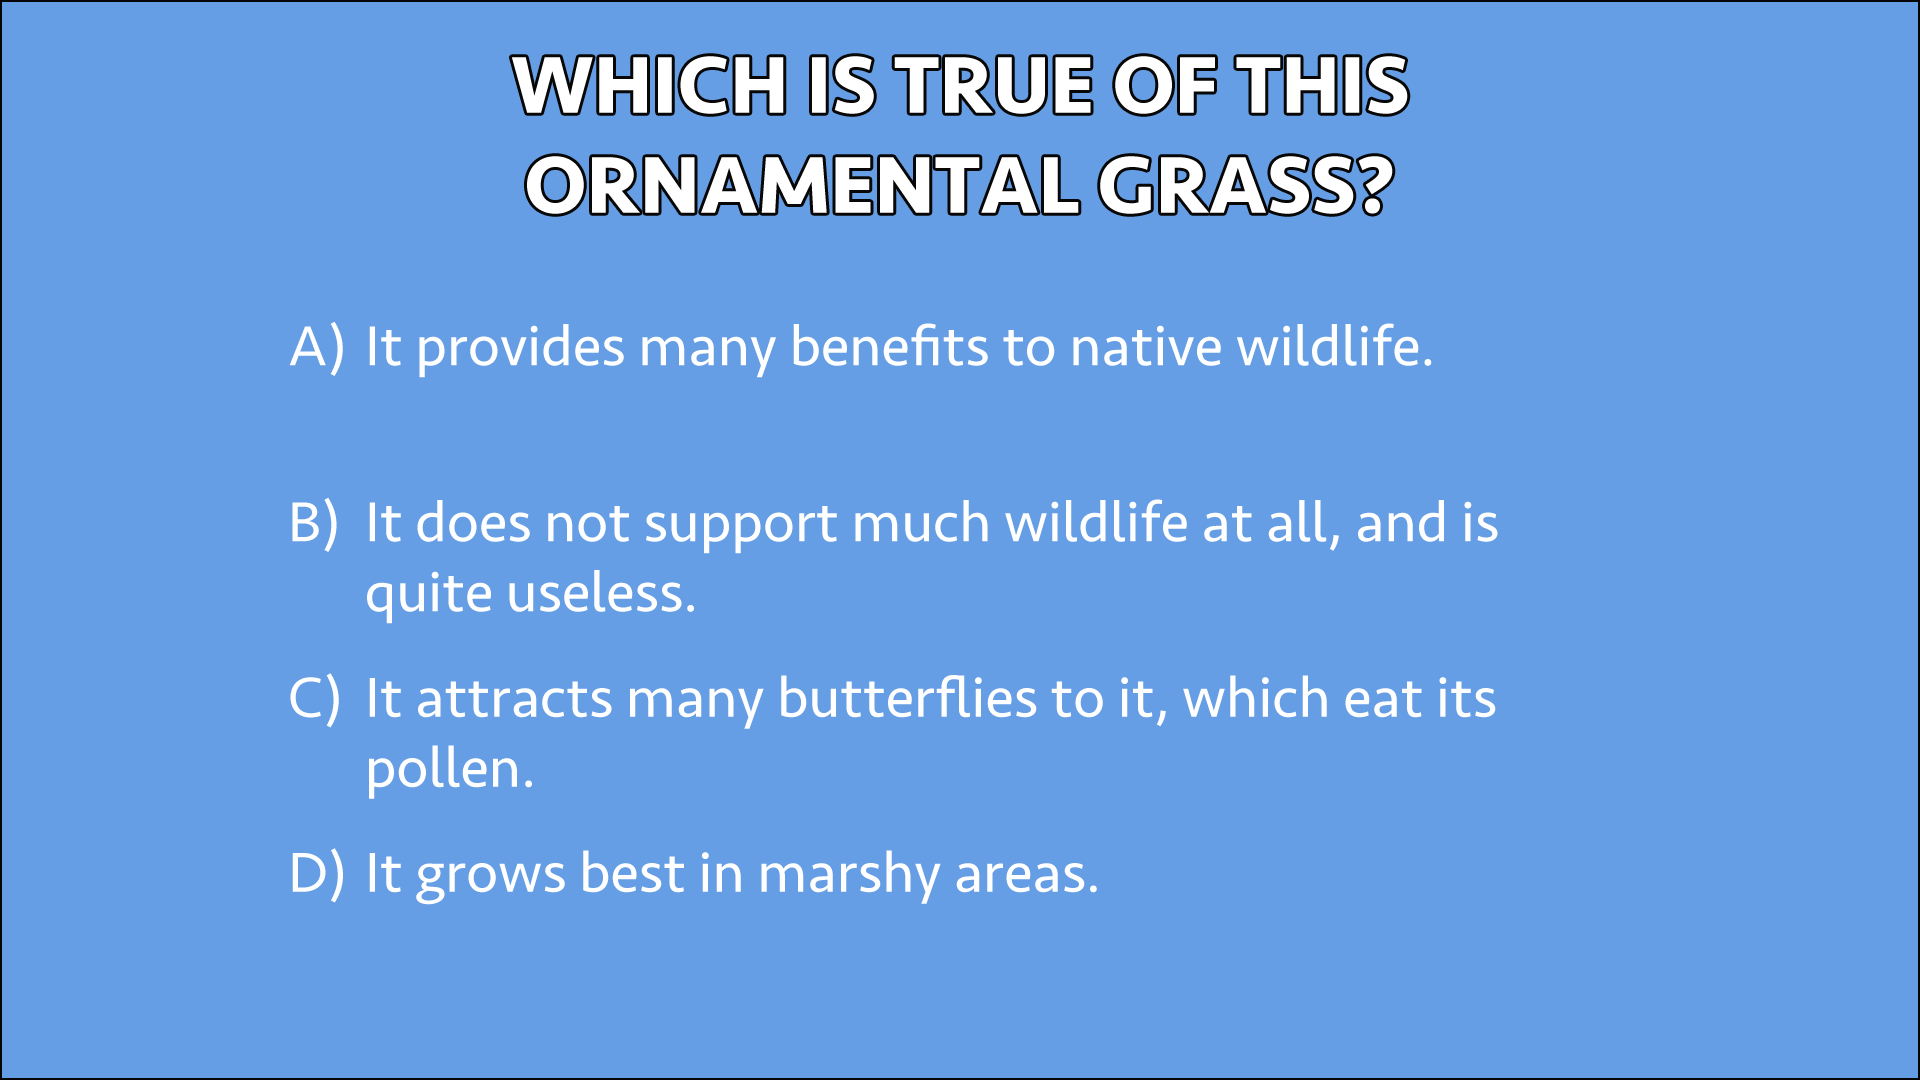 WHICH IS TRUE OF THIS
ORNAMENTAL GRASS?
A) It provides many benefits to native wildlife.
B) It does not support much wildlife at all, and is
quite useless.
C) It attracts many butterflies to it, which eat its
pollen.
D) It grows best in marshy areas.